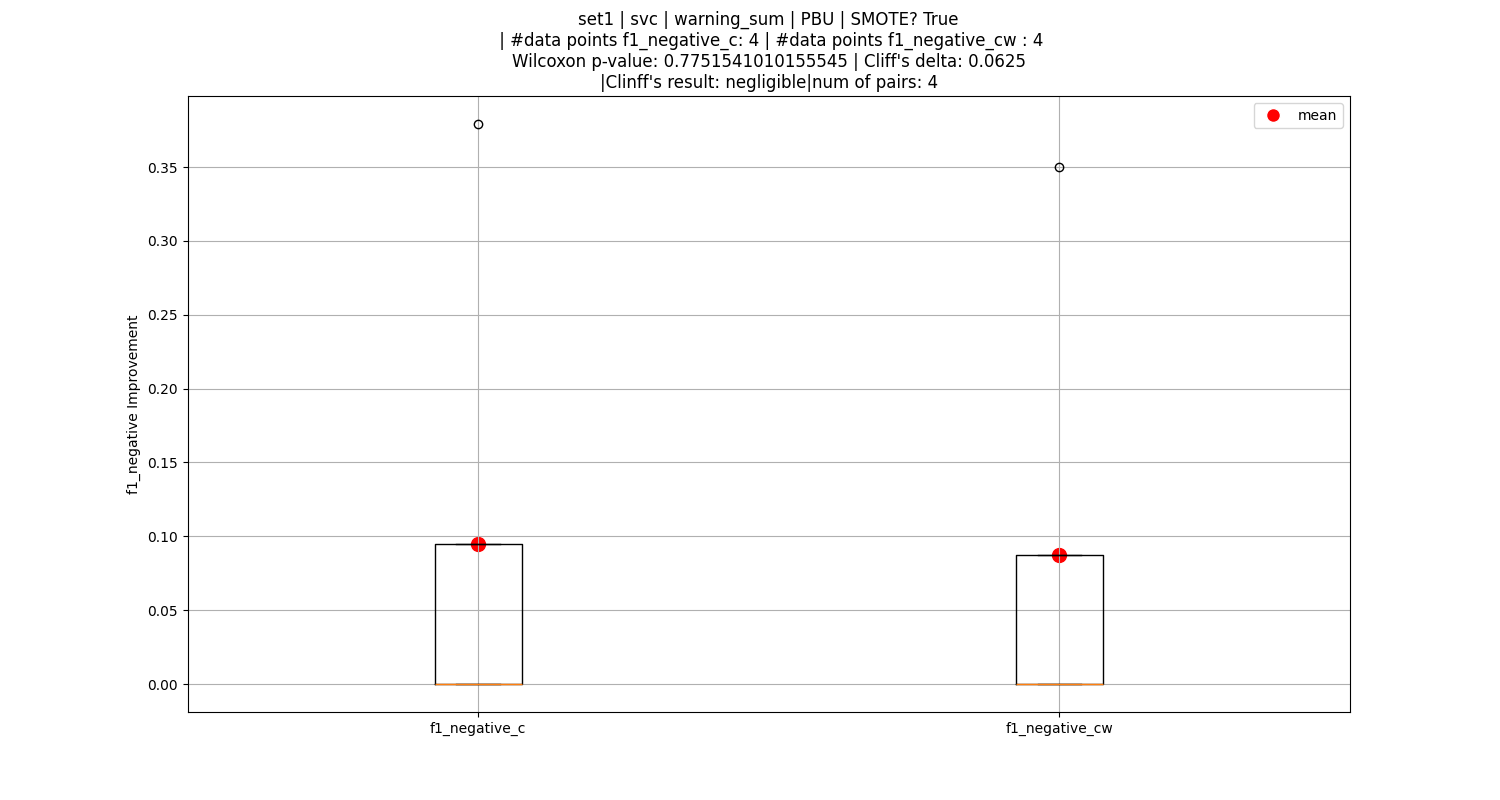 set1 | svc | warning_sum | PBU | SMOTE? True
| #data points f1_negative_c: 4 | #data points f1_negative_cw : 4
Wilcoxon p-value: 0.7751541010155545 | Cliff's delta: 0.0625
|Clinff's result: negligible|num of pairs: 4
mean
0.35
0.30
0.25
0.20
0.15
0.10
0.05
0.00
f1_negative Improvement
f1_negative_c
f1_negative_cw